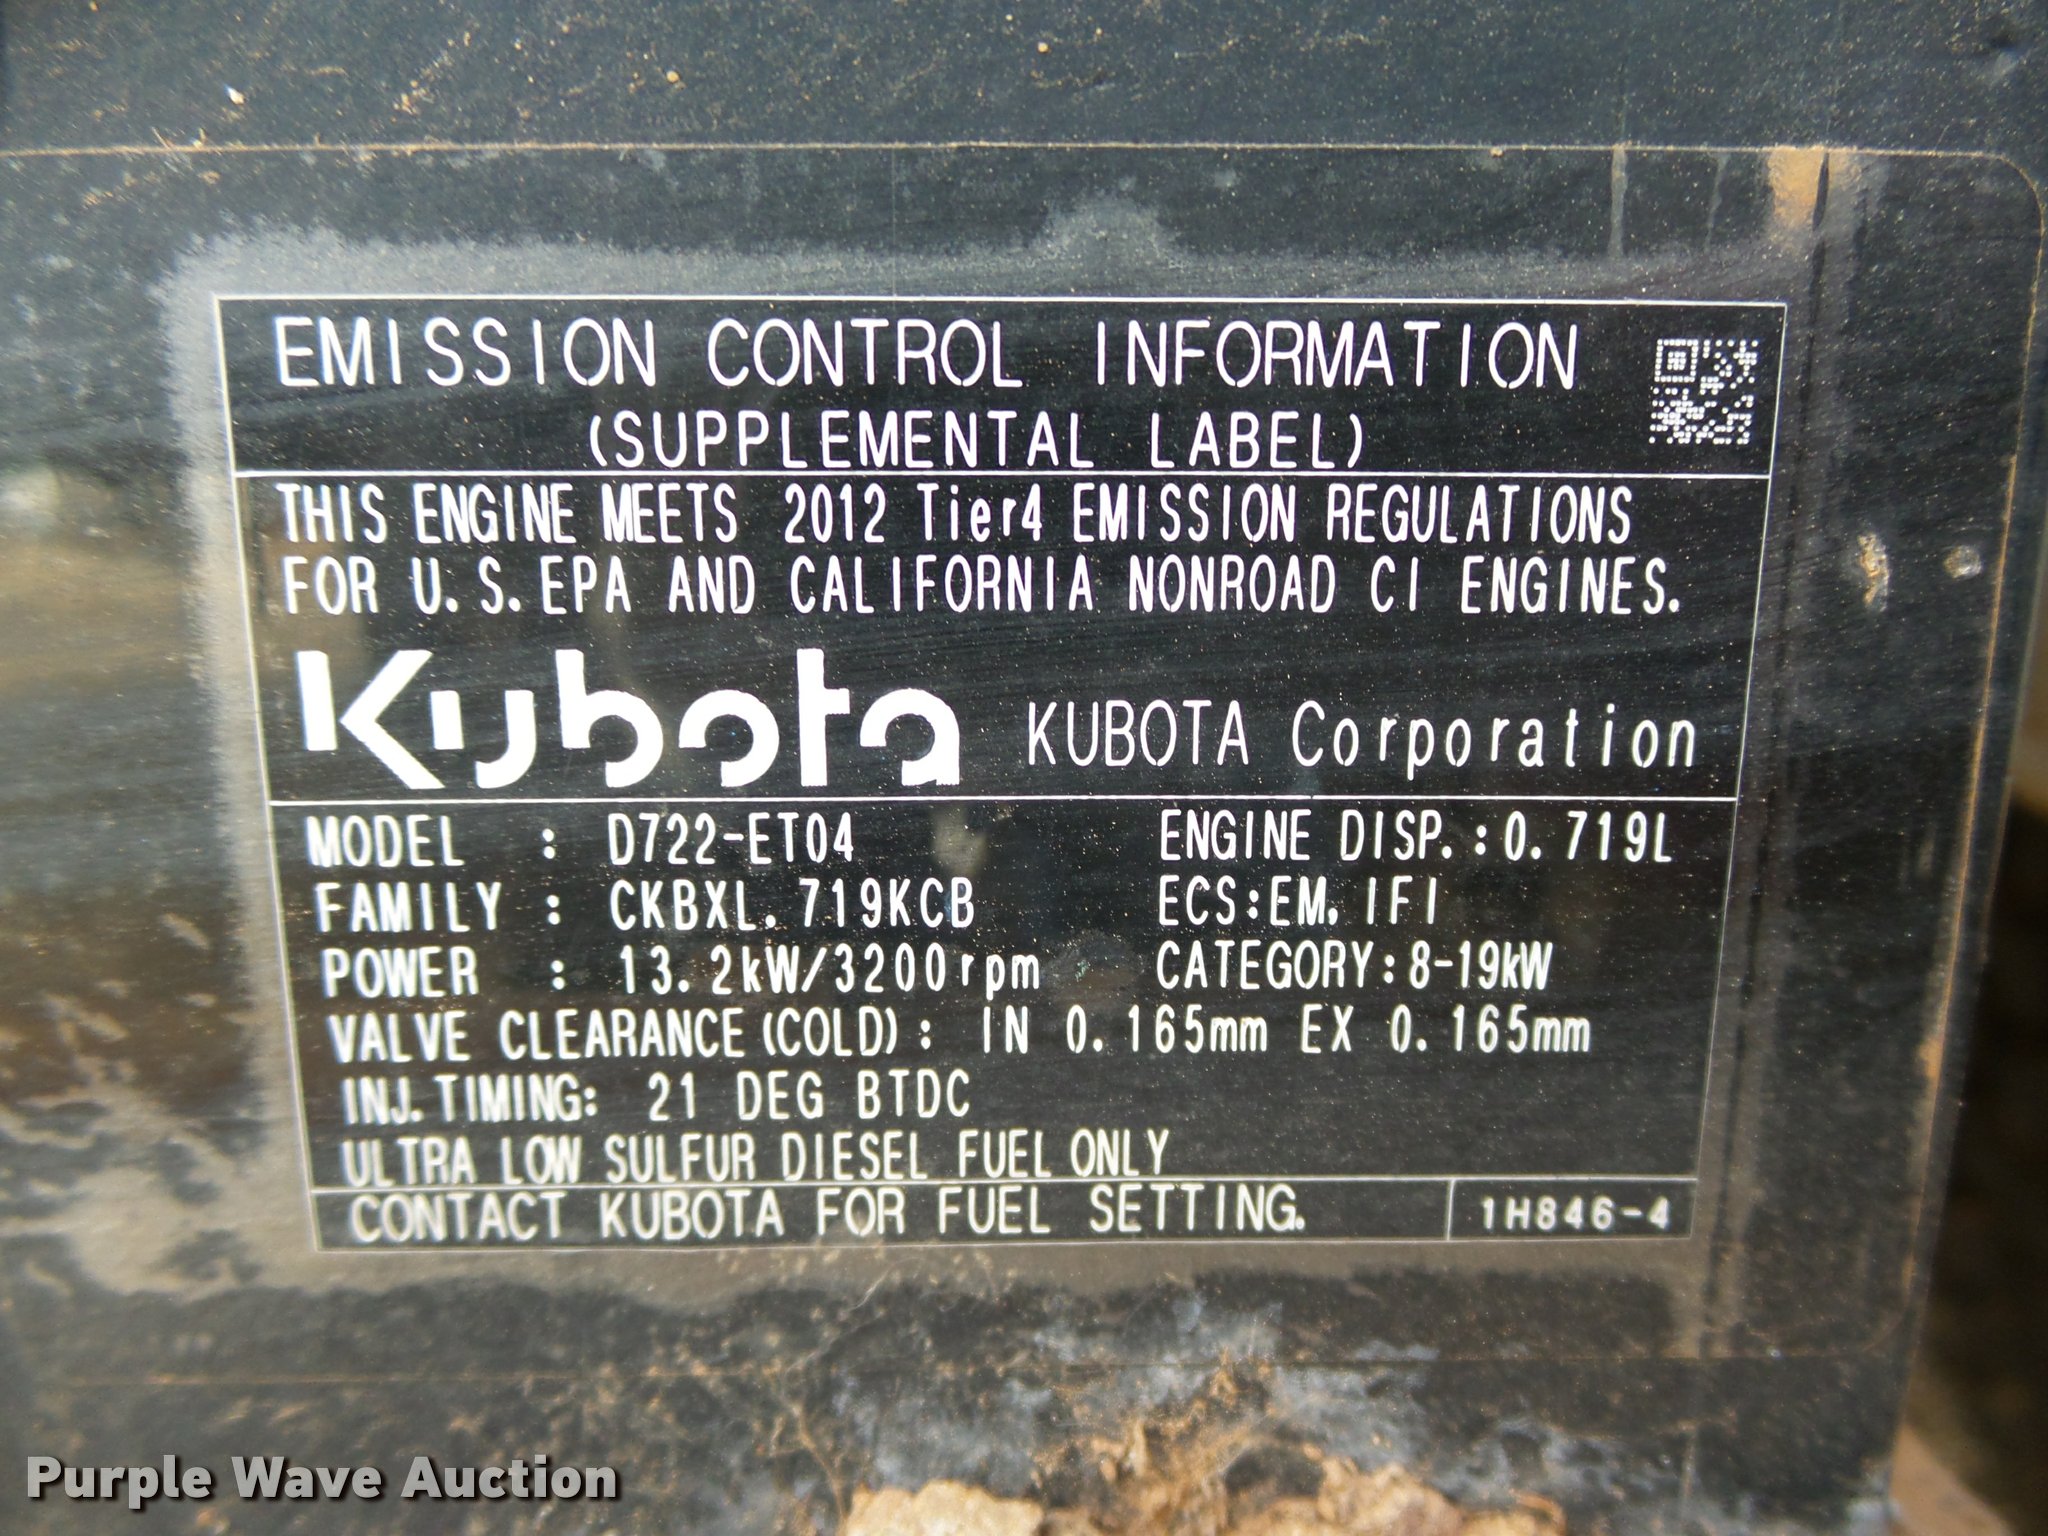 EMISSION CONTROL INFORMATION
(SUPPLEMENTAL LABEL)
THIS ENGINE MEETS 2012 Tier4 EMISSION REGULATIONS
FOR U.S.EPA AND CALIFORNIA NONROAD CI ENGINES.
Kubota KUBOTA Corporation
MODEL : D722-ET04 ENGINE DISP.:0.719L
FAMILY : CKBXL.719KCB ECS:EM,IFI
POWER : 13.2kW/3200rpm CATEGORY:8-19kW
VALVE CLEARANCE(COLD): IN 0.165mm EX 0.165mm
INJ.TIMING: 21 DEG BTDC
ULTRA LOW SULFUR DIESEL FUEL ONLY
CONTACT KUBOTA FOR FUEL SETTING. 1H846-4
Purple Wave Auction